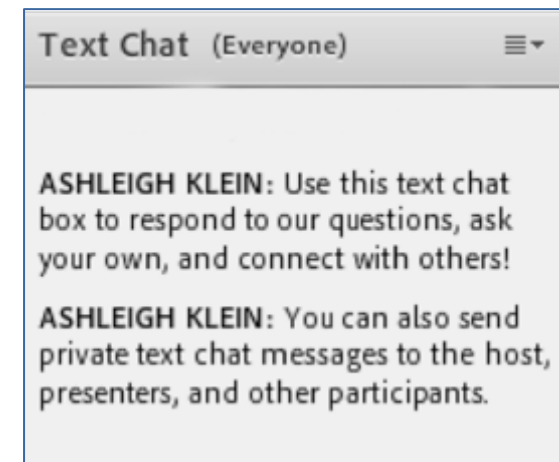 Text Chat (Everyone)
ASHLEIGH KLEIN: Use this text chat
box to respond to our questions, ask
your own, and connect with others!
ASHLEIGH KLEIN: You can also send
private text chat messages to the host,
presenters, and other participants.